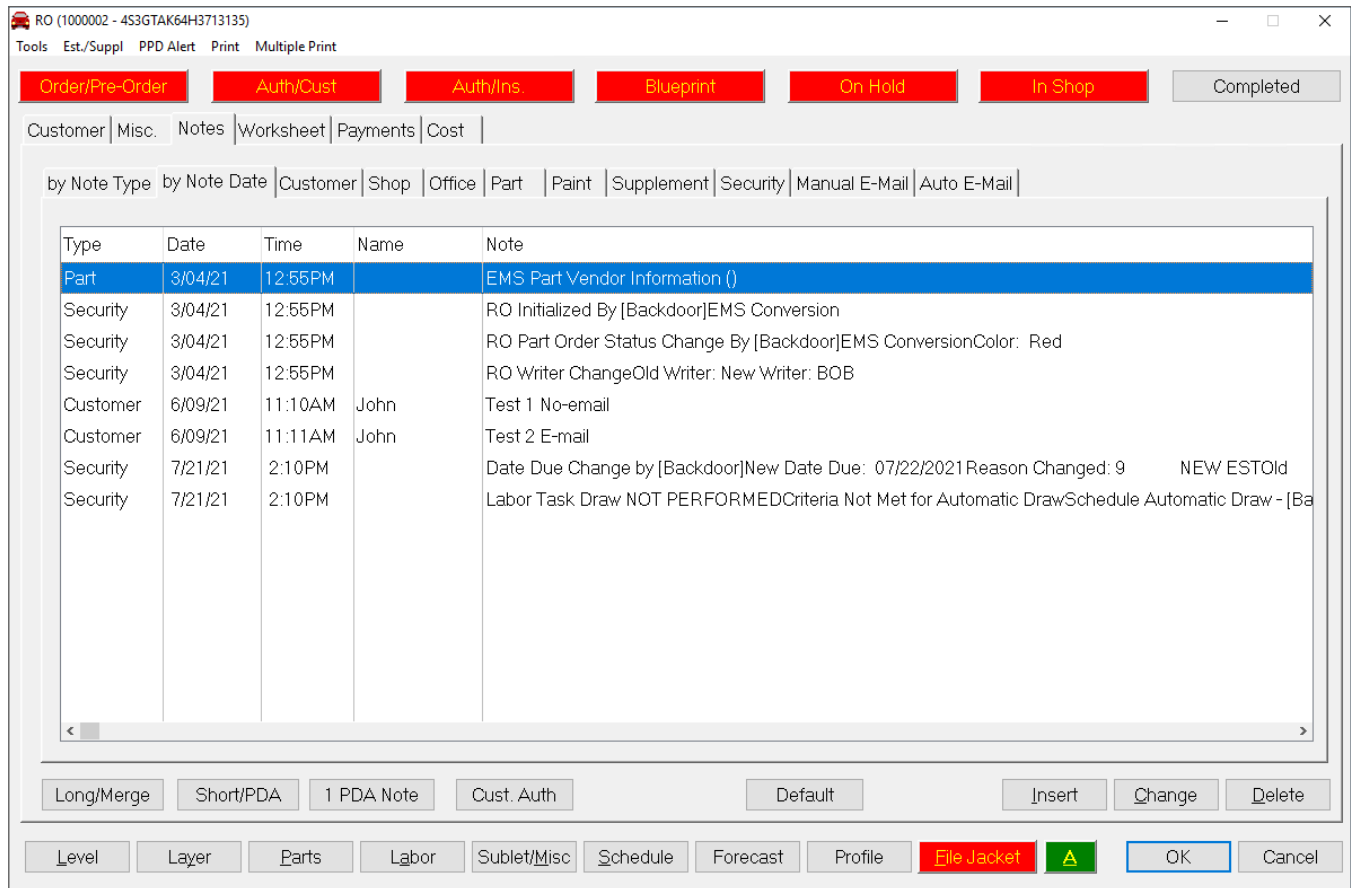 RO (1000002 - 4S3GTAK64H3713135)
Tools Est./Suppl PPD Alert Print Multiple Print
Order/Pre-Order Auth/Cust Auth/Ins. Blueprint On Hold In Shop Completed
Customer Misc. Notes Worksheet Payments Cost
by Note Type by Note Date Customer Shop Office Part Paint Supplement Security Manual E-Mail Auto E-Mail
Type Date Time Name Note
Part 3/04/21 12:55PM EMS Part Vendor Information ()
Security 3/04/21 12:55PM RO Initialized By [Backdoor]EMS Conversion
Security 3/04/21 12:55PM RO Part Order Status Change By [Backdoor]EMS ConversionColor: Red
Security 3/04/21 12:55PM RO Writer ChangeOld Writer: New Writer: BOB
Customer 6/09/21 11:10AM John Test 1 No-email
Customer 6/09/21 11:11AM John Test 2 E-mail
Security 7/21/21 2:10PM Date Due Change by [Backdoor]New Date Due: 07/22/2021Reason Changed: 9 NEW ESTOld
Security 7/21/21 2:10PM Labor Task Draw NOT PERFORMEDCriteria Not Met for Automatic DrawSchedule Automatic Draw - [Ba
Long/Merge Short/PDA 1 PDA Note Cust. Auth Default Insert Change Delete
Level Layer Parts Labor Sublet/Misc Schedule Forecast Profile File Jacket A OK Cancel